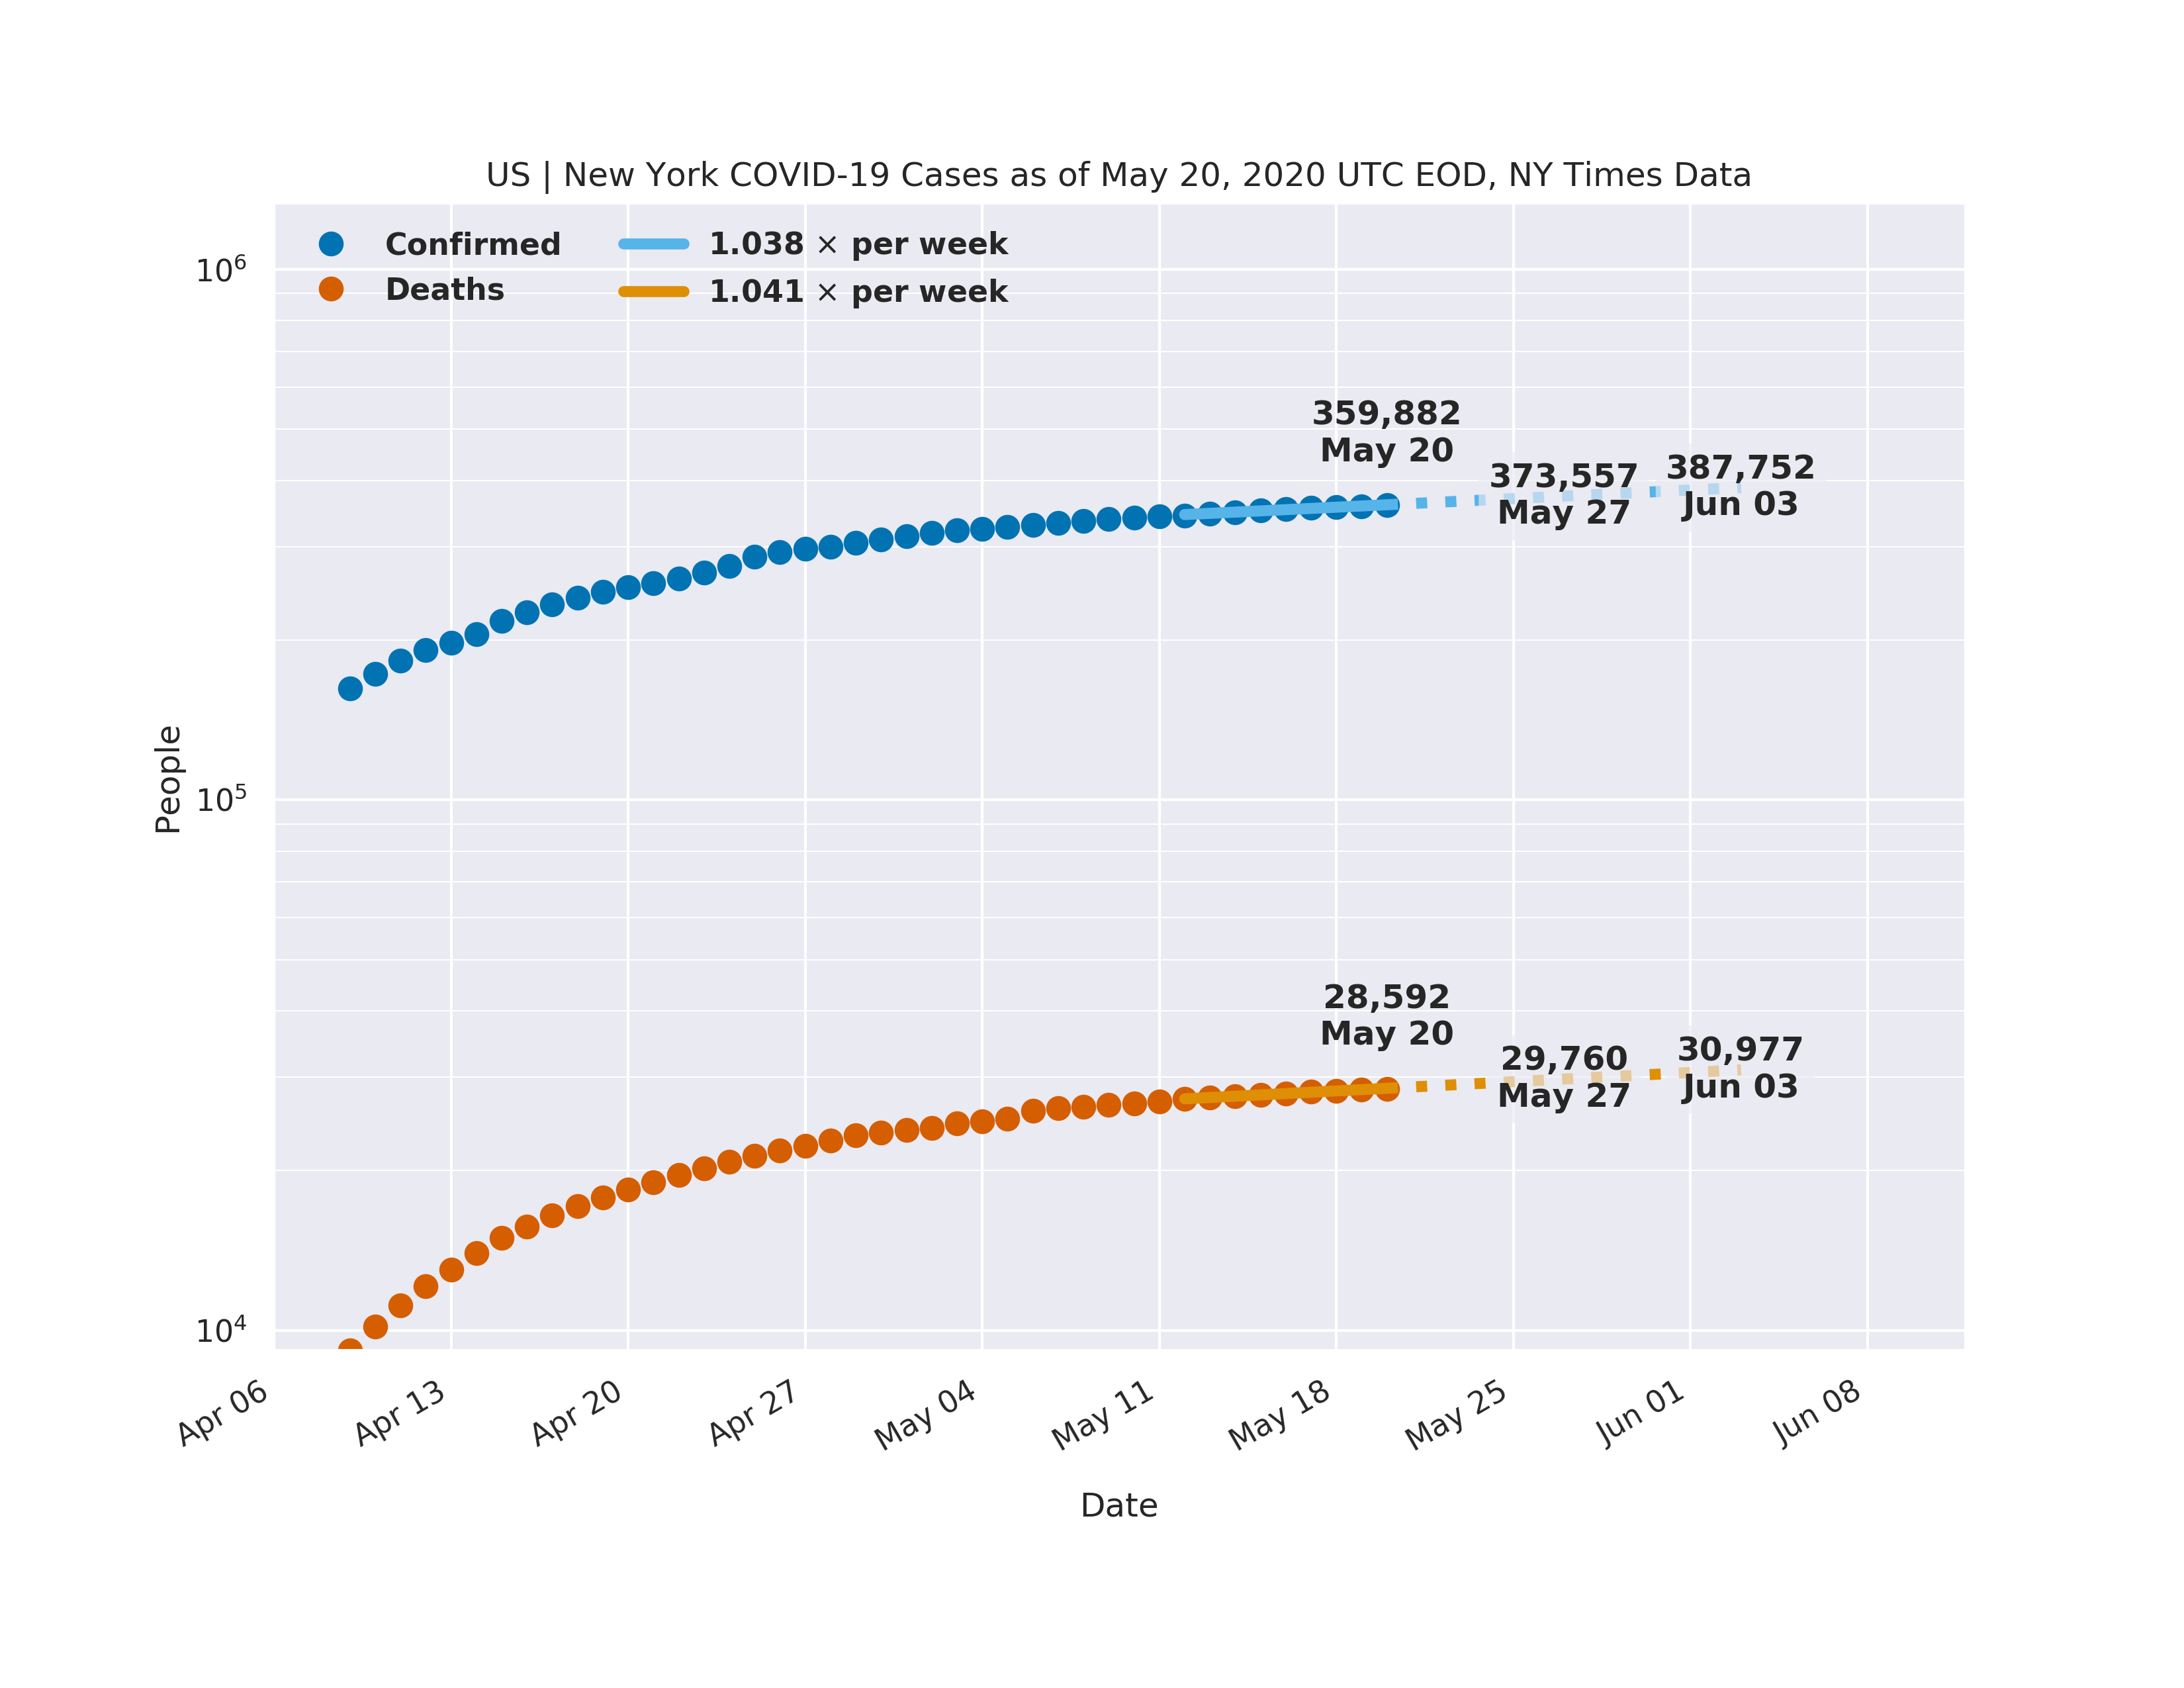 US | New York COVID-19 Cases as of May 20, 2020 UTC EOD, NY Times Data
Confirmed
Deaths
1.038 × per week
1.041 × per week
10⁶
10⁵
10⁴
People
359,882
May 20
373,557
May 27
387,752
Jun 03
28,592
May 20
29,760
May 27
30,977
Jun 03
Apr 06
Apr 13
Apr 20
Apr 27
May 04
May 11
May 18
May 25
Jun 01
Jun 08
Date